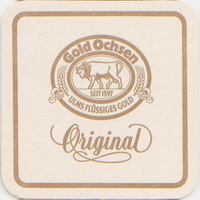 Gold Ochsen
SEIT 1597
ULMS FLÜSSIGES GOLD
Original